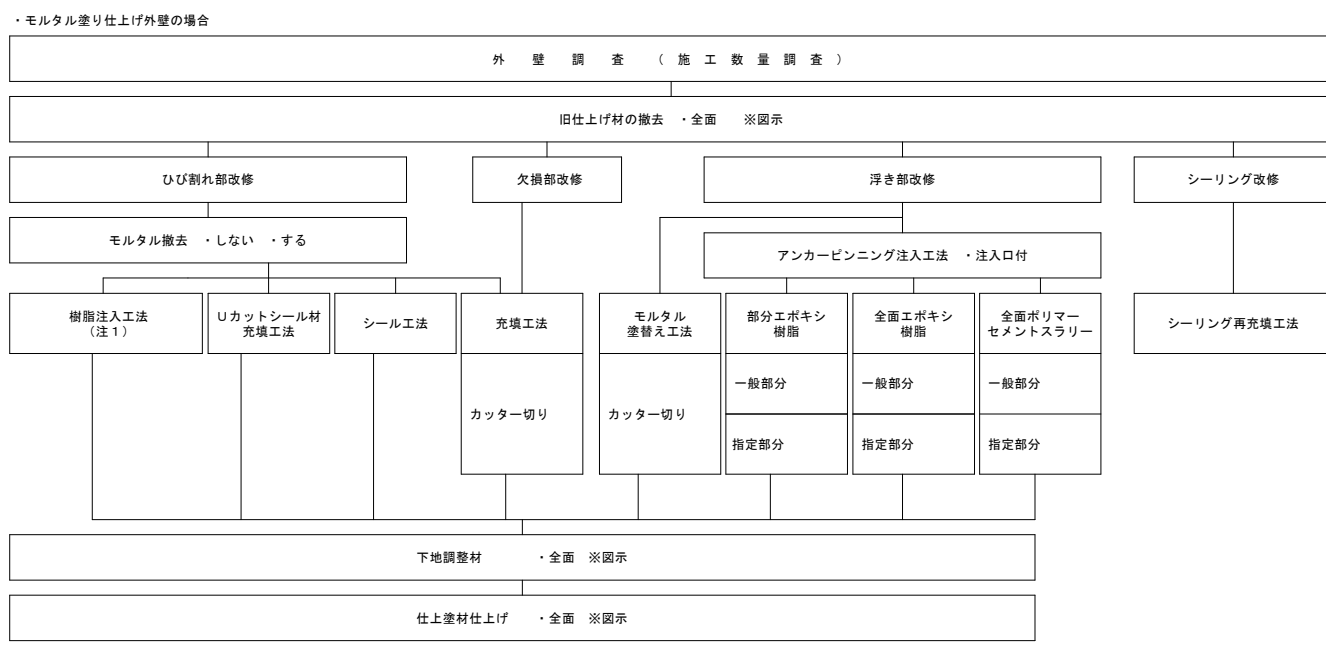 ・モルタル塗り仕上げ外壁の場合
外　壁　調　査　（　施　工　数　量　調　査　）
旧仕上げ材の撤去　・全面　　※図示
ひび割れ部改修
欠損部改修
浮き部改修
シーリング改修
モルタル撤去　・しない　・する
アンカーピンニング注入工法　・注入口付
樹脂注入工法
（注１）
Ｕカットシール材
充填工法
シール工法
充填工法
モルタル
塗替え工法
部分エポキシ
樹脂
全面エポキシ
樹脂
全面ポリマー
セメントスラリー
シーリング再充填工法
カッター切り
カッター切り
一般部分
一般部分
一般部分
指定部分
指定部分
指定部分
下地調整材　　　　・全面　※図示
仕上塗材仕上げ　　・全面　※図示